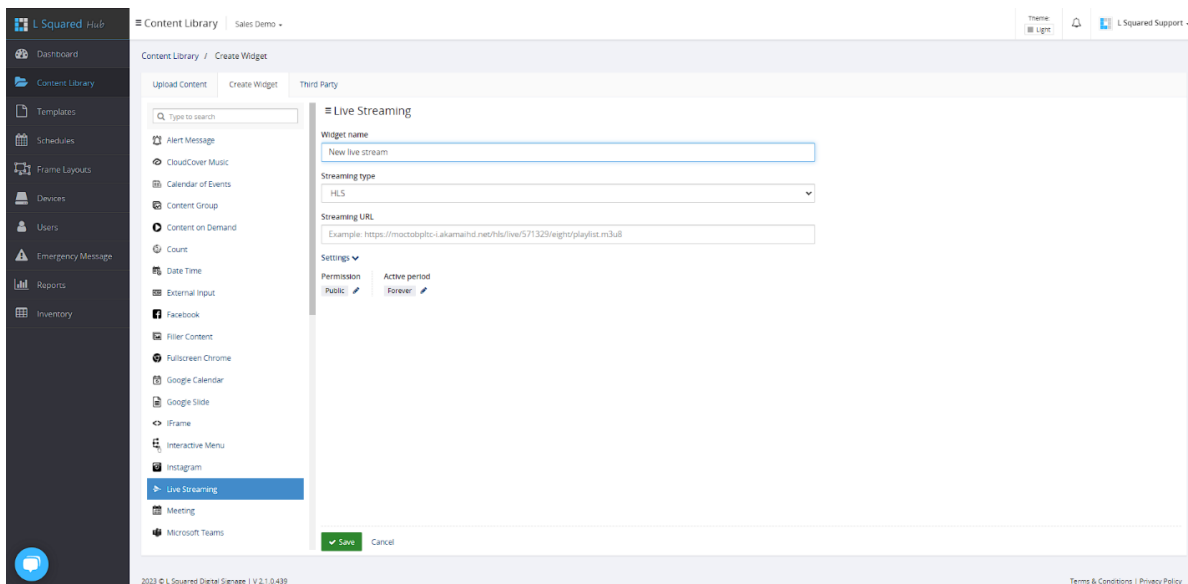 L Squared Hub
Content Library
Sales Demo
Theme:
Light
L Squared Support
Dashboard
Content Library
Templates
Schedules
Frame Layouts
Devices
Users
Emergency Message
Reports
Inventory
Content Library / Create Widget
Upload Content
Create Widget
Third Party
Type to search
Alert Message
CloudCover Music
Calendar of Events
Content Group
Content on Demand
Count
Date Time
External Input
Facebook
Filler Content
Fullscreen Chrome
Google Calendar
Google Slide
IFrame
Interactive Menu
Instagram
Live Streaming
Meeting
Microsoft Teams
Live Streaming
Widget name
New live stream
Streaming type
HLS
Streaming URL
Example: https://moctobpltc-i.akamaihd.net/hls/live/571329/eight/playlist.m3u8
Settings
Permission
Active period
Public
Forever
Save
Cancel
2023 © L Squared Digital Signage | V 2.1.0.439
Terms & Conditions | Privacy Policy